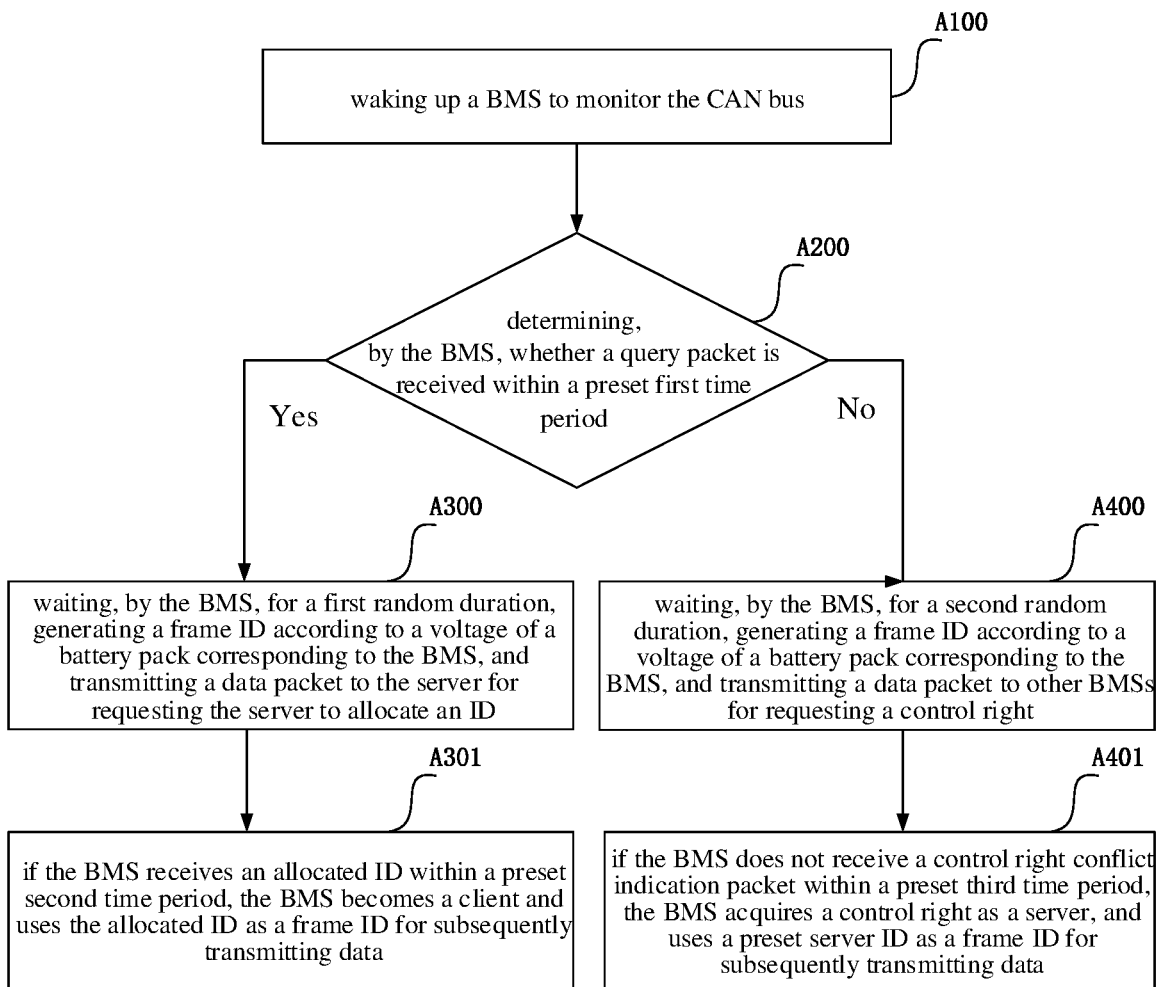 A100
waking up a BMS to monitor the CAN bus
A200
determining,
by the BMS, whether a query packet is
received within a preset first time
period
Yes
No
A300
waiting, by the BMS, for a first random duration,
generating a frame ID according to a voltage of a
battery pack corresponding to the BMS, and
transmitting a data packet to the server for
requesting the server to allocate an ID
A400
waiting, by the BMS, for a second random
duration, generating a frame ID according to a
voltage of a battery pack corresponding to the
BMS, and transmitting a data packet to other BMSs
for requesting a control right
A301
if the BMS receives an allocated ID within a preset
second time period, the BMS becomes a client and
uses the allocated ID as a frame ID for subsequently
transmitting data
A401
if the BMS does not receive a control right conflict
indication packet within a preset third time period,
the BMS acquires a control right as a server, and
uses a preset server ID as a frame ID for
subsequently transmitting data